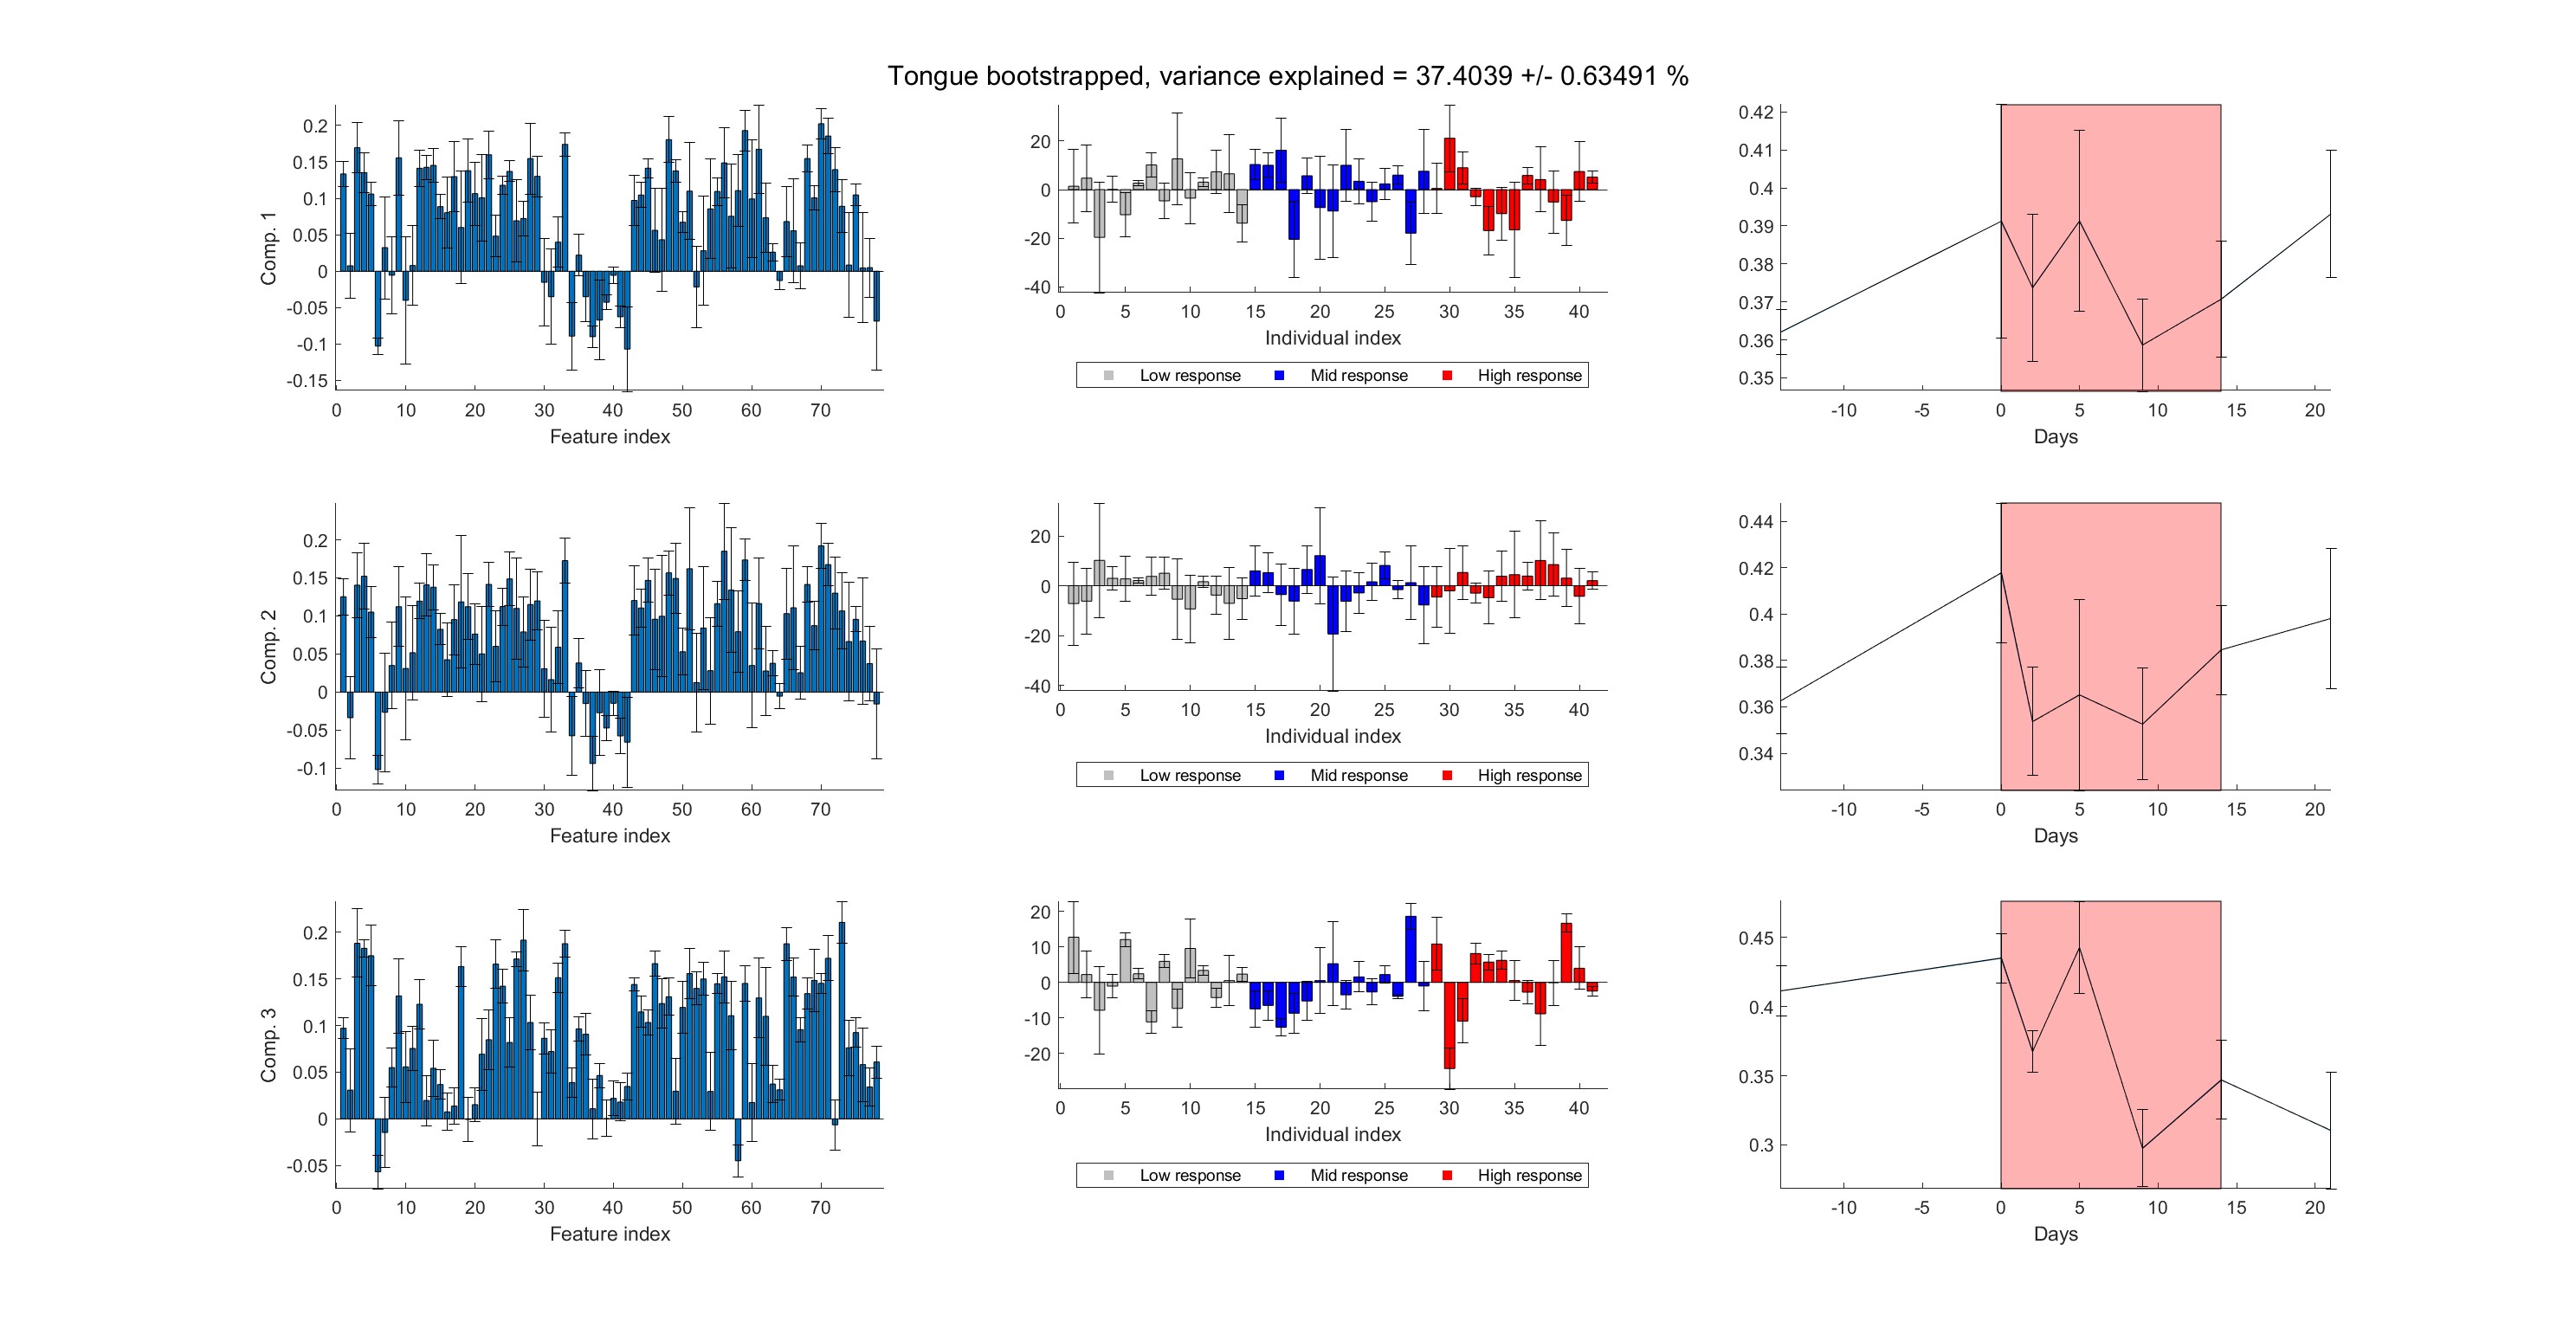 Tongue bootstrapped, variance explained = 37.4039 +/- 0.63491 %
Comp. 1
0.2
0.15
0.1
0.05
0
-0.05
-0.1
-0.15
0 10 20 30 40 50 60 70
Feature index
20
0
-20
-40
0 5 10 15 20 25 30 35 40
Individual index
Low response Mid response High response
0.42
0.41
0.4
0.39
0.38
0.37
0.36
0.35
-10 -5 0 5 10 15 20
Days
Comp. 2
0.2
0.15
0.1
0.05
0
-0.05
-0.1
0 10 20 30 40 50 60 70
Feature index
20
0
-20
-40
0 5 10 15 20 25 30 35 40
Individual index
Low response Mid response High response
0.44
0.42
0.4
0.38
0.36
0.34
-10 -5 0 5 10 15 20
Days
Comp. 3
0.2
0.15
0.1
0.05
0
-0.05
0 10 20 30 40 50 60 70
Feature index
20
10
0
-10
-20
0 5 10 15 20 25 30 35 40
Individual index
Low response Mid response High response
0.45
0.4
0.35
0.3
-10 -5 0 5 10 15 20
Days